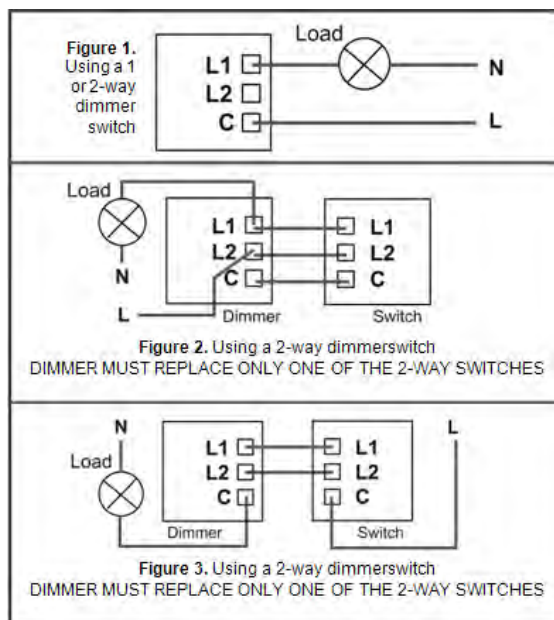 Figure 1.
Using a 1
or 2-way
dimmer
switch
L1
L2
C
Load
N
L
Load
N
L
L1
L2
C
Dimmer
L1
L2
C
Switch
Figure 2. Using a 2-way dimmerswitch
DIMMER MUST REPLACE ONLY ONE OF THE 2-WAY SWITCHES
N
Load
L1
L2
C
Dimmer
L1
L2
C
Switch
L
Figure 3. Using a 2-way dimmerswitch
DIMMER MUST REPLACE ONLY ONE OF THE 2-WAY SWITCHES